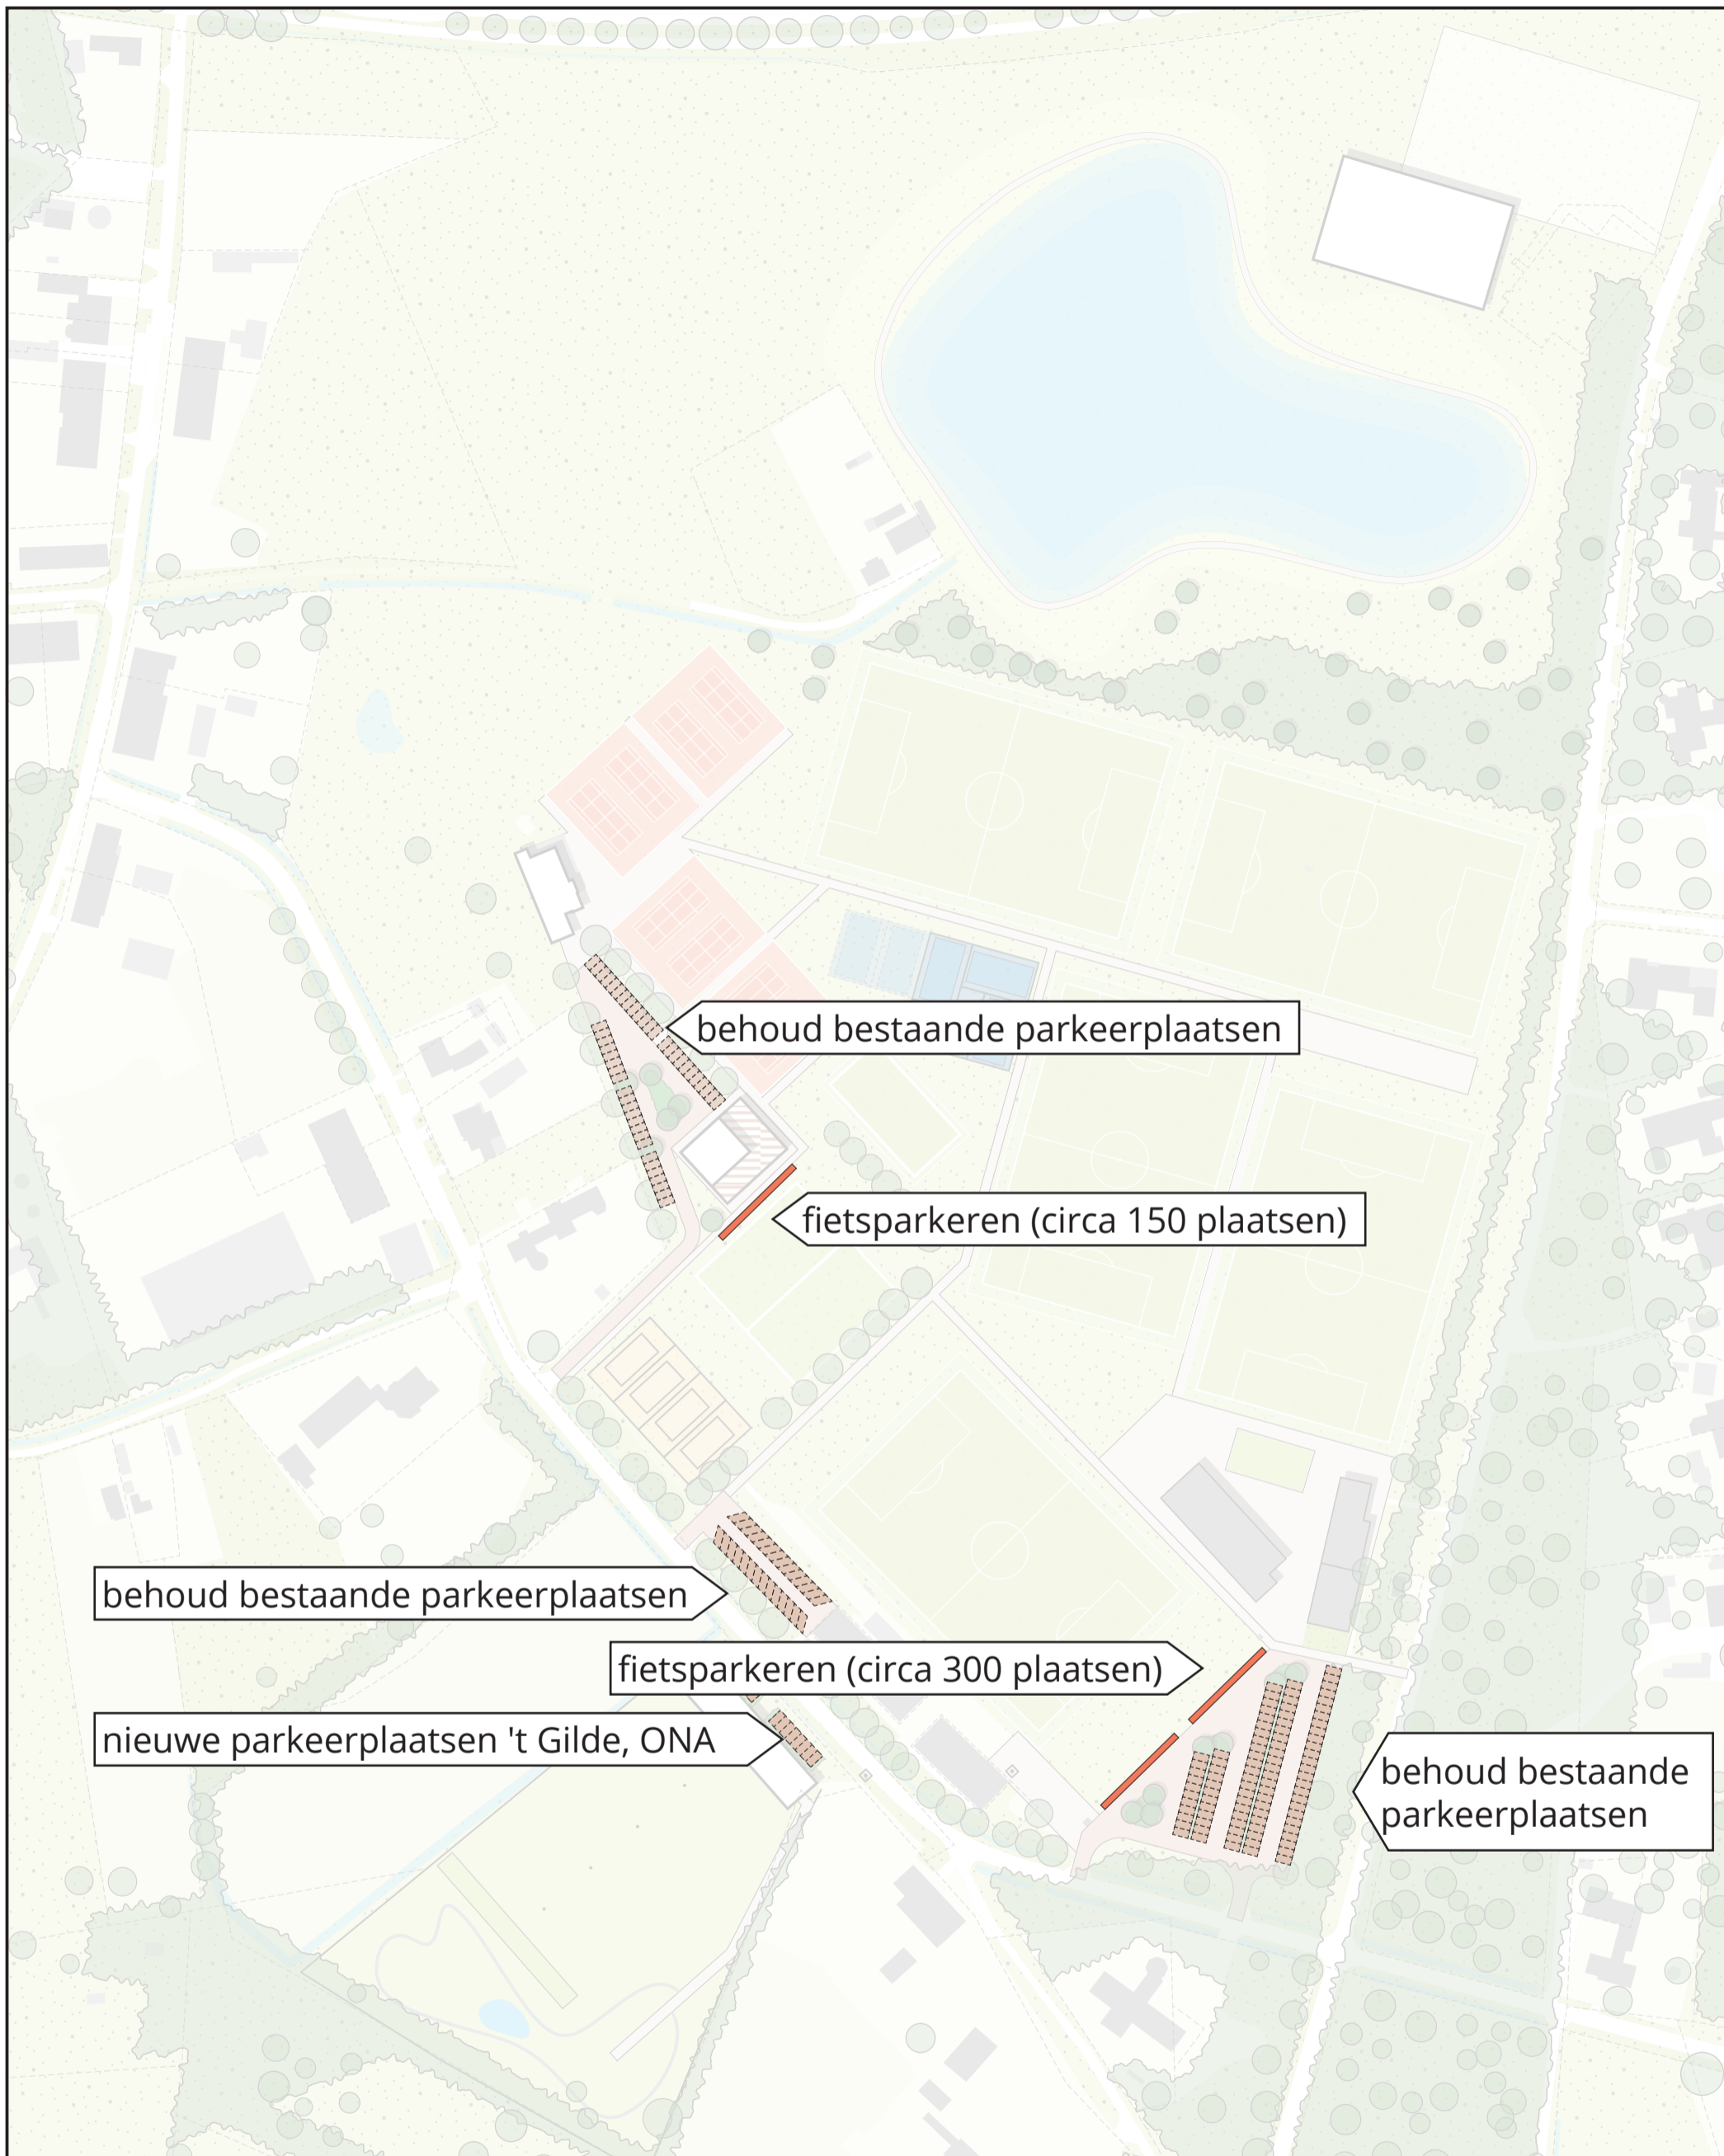 behoud bestaande parkeerplaatsen
fietsparkeren (circa 150 plaatsen)
behoud bestaande parkeerplaatsen
fietsparkeren (circa 300 plaatsen)
nieuwe parkeerplaatsen 't Gilde, ONA
behoud bestaande
parkeerplaatsen